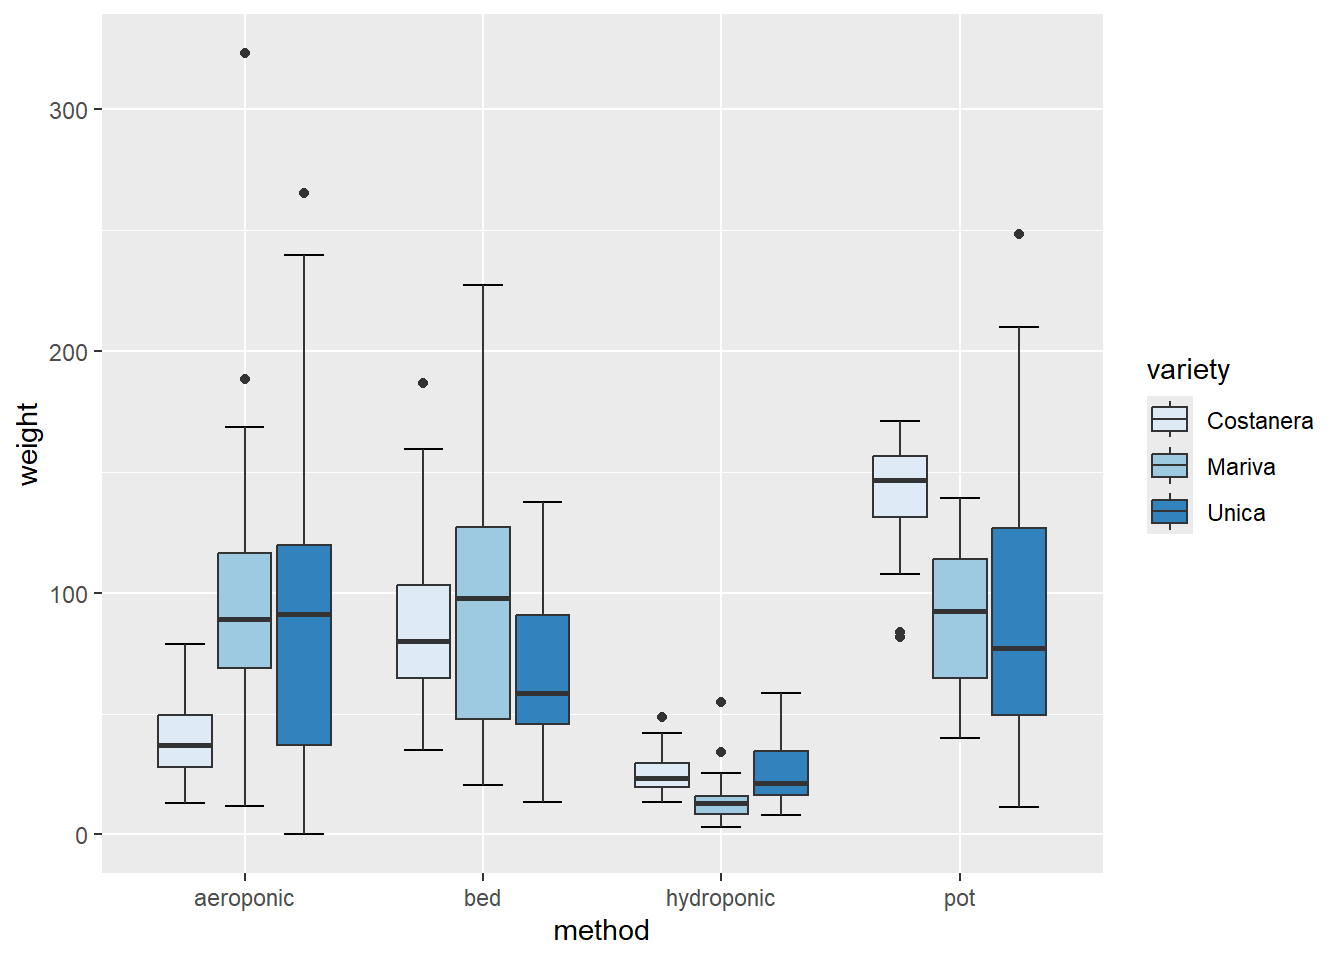 300
200
100
0
weight
aeroponic
bed
hydroponic
pot
method
variety
Costanera
Mariva
Unica